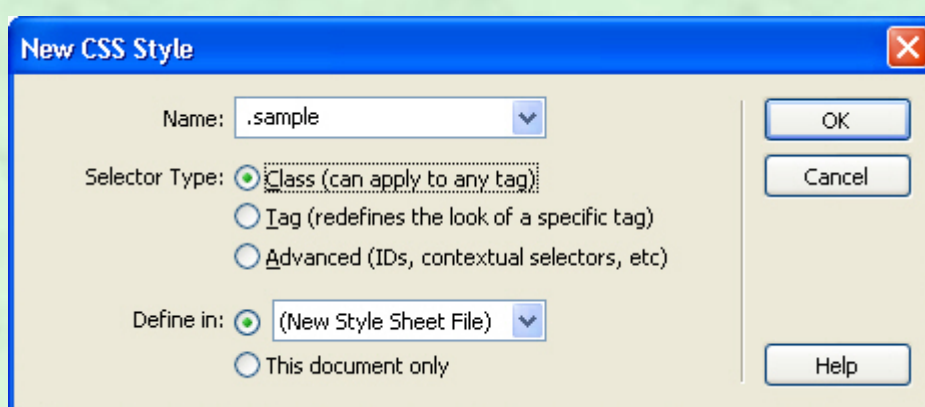 New CSS Style
Name: .sample
OK
Selector Type: Class (can apply to any tag)
Cancel
Tag (redefines the look of a specific tag)
Advanced (IDs, contextual selectors, etc)
Define in: (New Style Sheet File)
This document only
Help